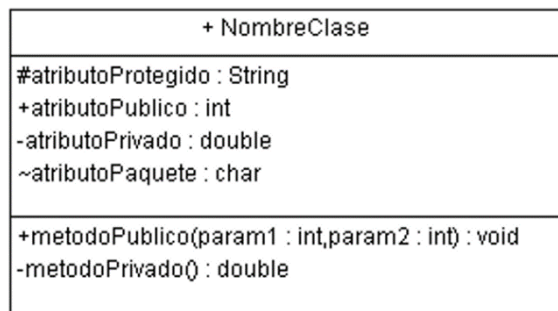 + NombreClase
#atributoProtegido : String
+atributoPublico : int
-atributoPrivado : double
~atributoPaquete : char
+metodoPublico(param1 : int,param2 : int) : void
-metodoPrivado() : double